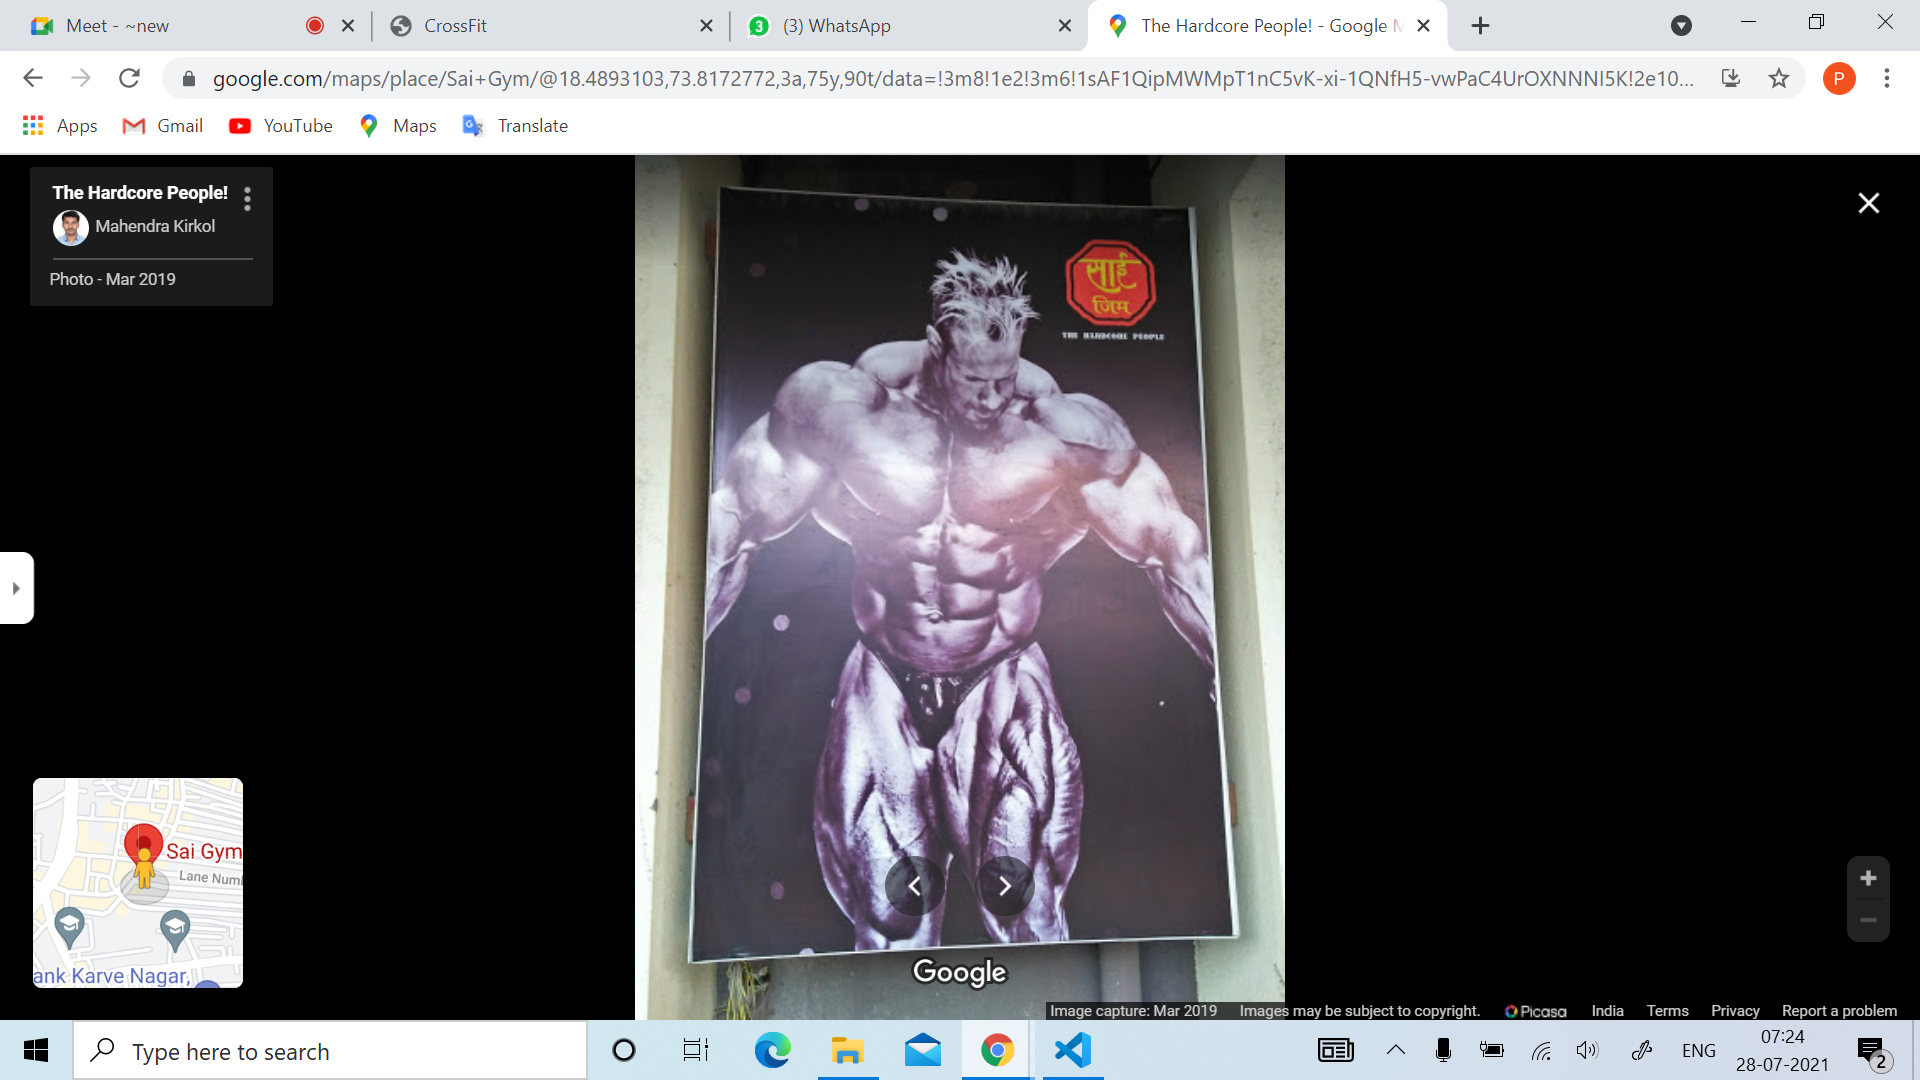 Meet - ~new
CrossFit
(3) WhatsApp
The Hardcore People! - Google M
google.com/maps/place/Sai+Gym/@18.4893103,73.8172772,3a,75y,90t/data=!3m8!1e2!3m6!1sAF1QipMWMpT1nC5vK-xi-1QNfH5-vwPaC4UrOXNNNI5K!2e10...
P
Apps
Gmail
YouTube
Maps
Translate
The Hardcore People!
Mahendra Kirkol
Photo - Mar 2019
साई
जिम
THE HARDCORE PEOPLE
Sai Gym
Lane Num
ank Karve Nagar,
Google
Image capture: Mar 2019 Images may be subject to copyright. Picasa India Terms Privacy Report a problem
Type here to search
ENG
07:24
28-07-2021
2